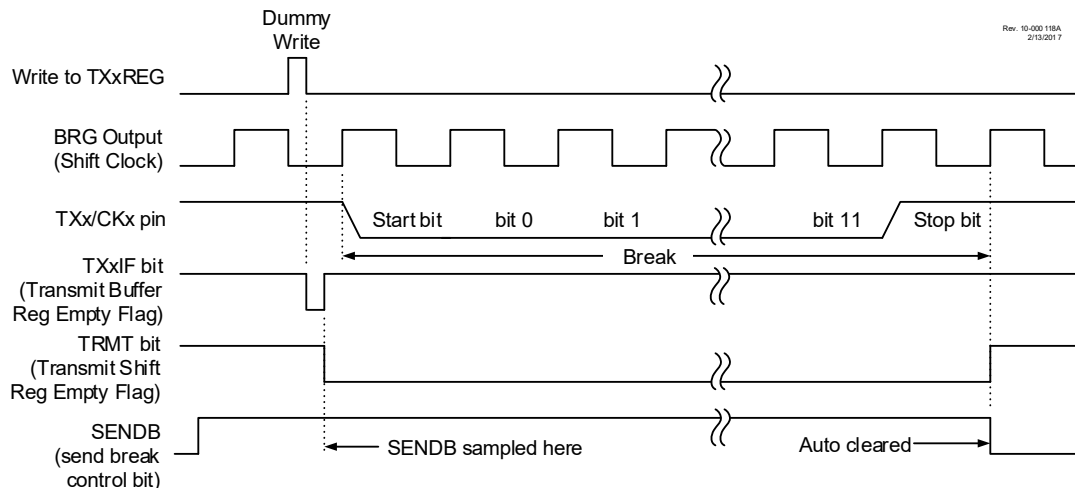 Dummy
Write
Rev. 10-000 118A
2/13/201 7
Write to TXxREG
BRG Output
(Shift Clock)
TXx/CKx pin
Start bit
bit 0
bit 1
bit 11
Stop bit
Break
TXxIF bit
(Transmit Buffer
Reg Empty Flag)
TRMT bit
(Transmit Shift
Reg Empty Flag)
SENDB
(send break
control bit)
SENDB sampled here
Auto cleared